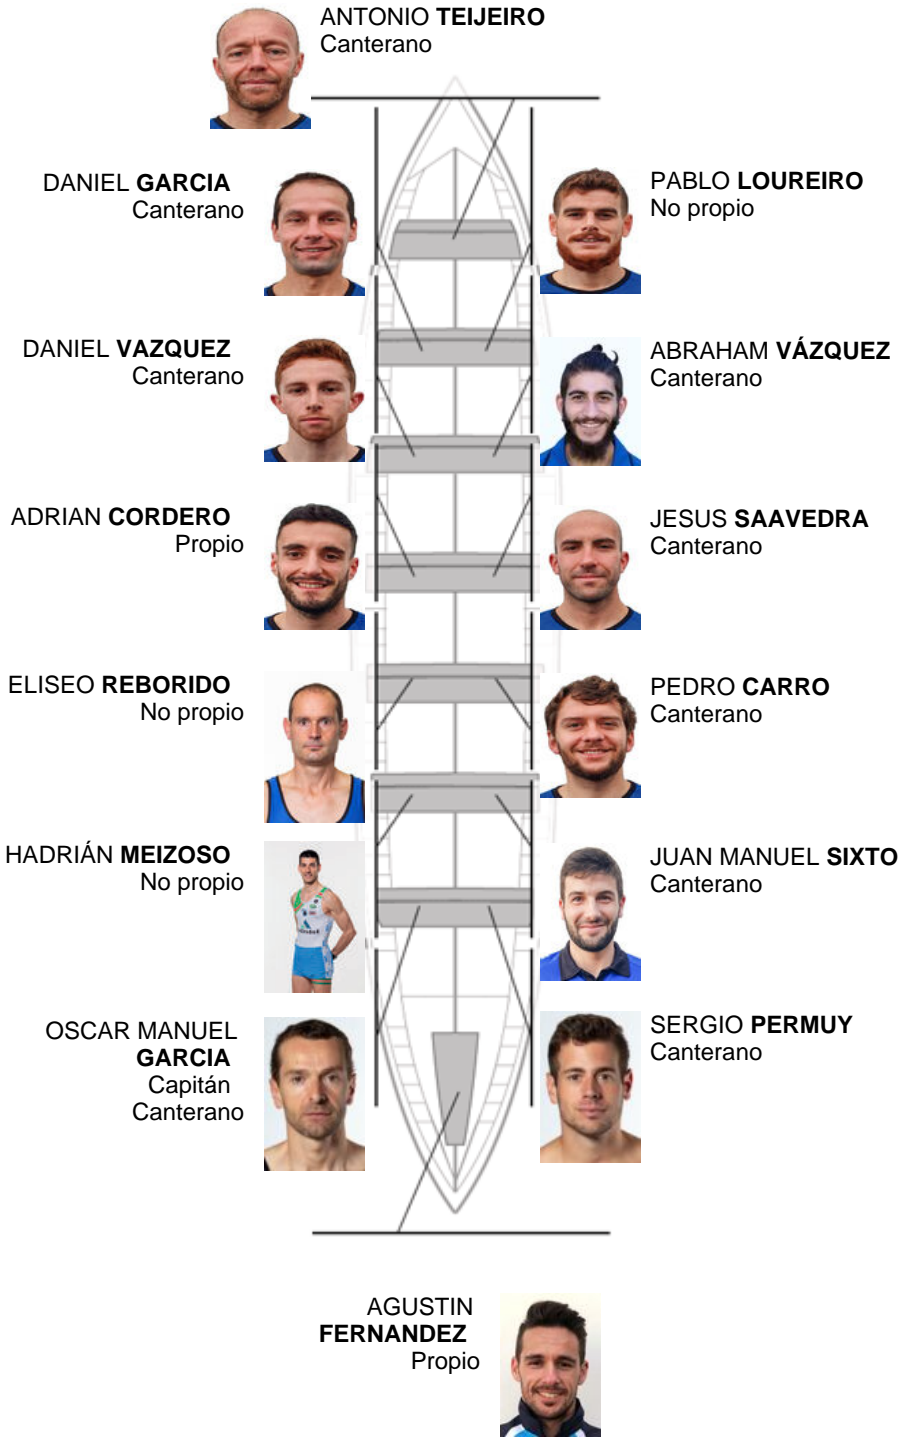 ANTONIO TEIJEIRO
Canterano
DANIEL GARCIA
Canterano
PABLO LOUREIRO
No propio
DANIEL VAZQUEZ
Canterano
ABRAHAM VÁZQUEZ
Canterano
ADRIAN CORDERO
Propio
JESUS SAAVEDRA
Canterano
ELISEO REBORIDO
No propio
PEDRO CARRO
Canterano
HADRIÁN MEIZOSO
No propio
JUAN MANUEL SIXTO
Canterano
OSCAR MANUEL
GARCIA
Capitán
Canterano
SERGIO PERMUY
Canterano
AGUSTIN
FERNANDEZ
Propio